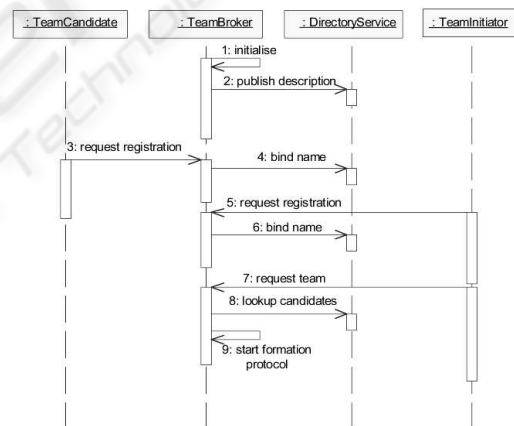 : TeamCandidate
: TeamBroker
: DirectoryService
: TeamInitiator
1: initialise
2: publish description
3: request registration
4: bind name
5: request registration
6: bind name
7: request team
8: lookup candidates
9: start formation
protocol